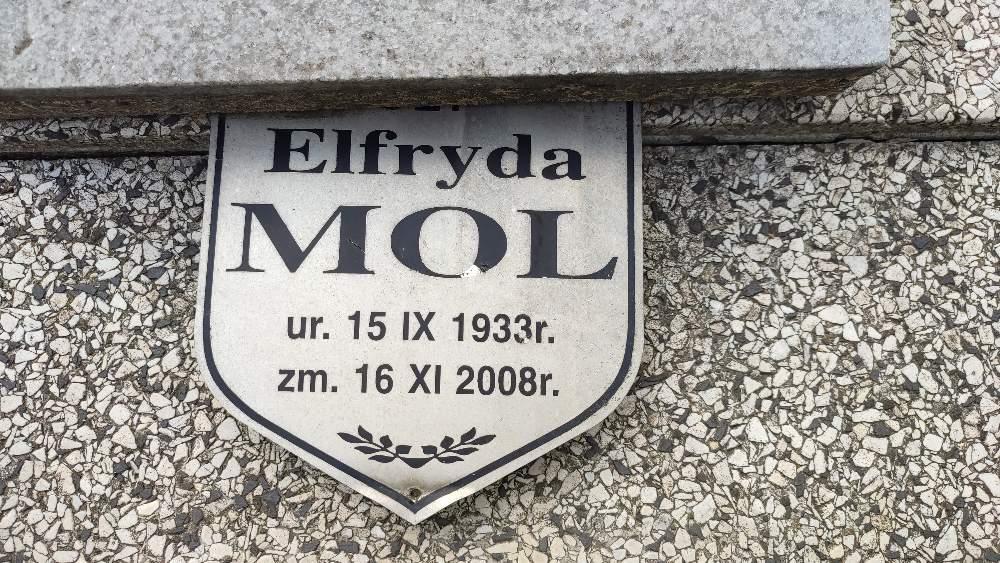 Elfryda
MOL
ur. 15 IX 1933r.
zm. 16 XI 2008r.